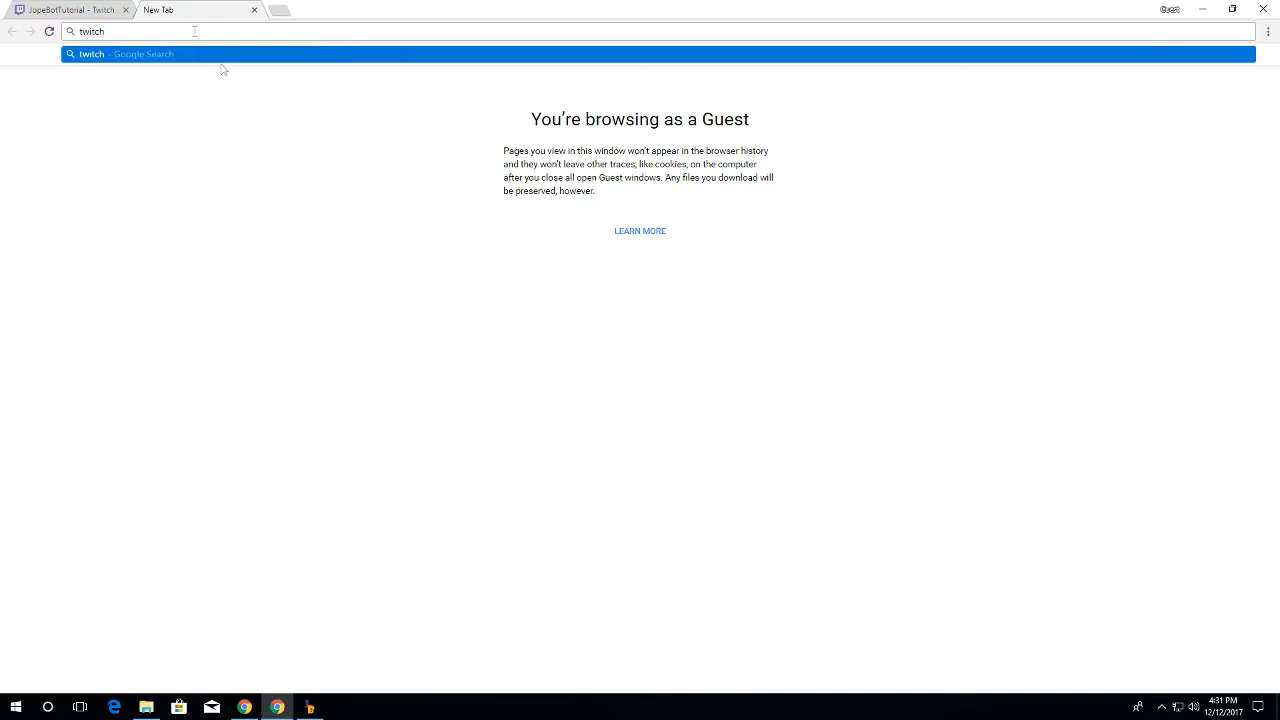 JopeBotTutorial - Twitch
New Tab
Guest
twitch
twitch - Google Search
You're browsing as a Guest
Pages you view in this window won't appear in the browser history
and they won't leave other traces, like cookies, on the computer
after you close all open Guest windows. Any files you download will
be preserved, however.
LEARN MORE
4:31 PM
12/12/2017